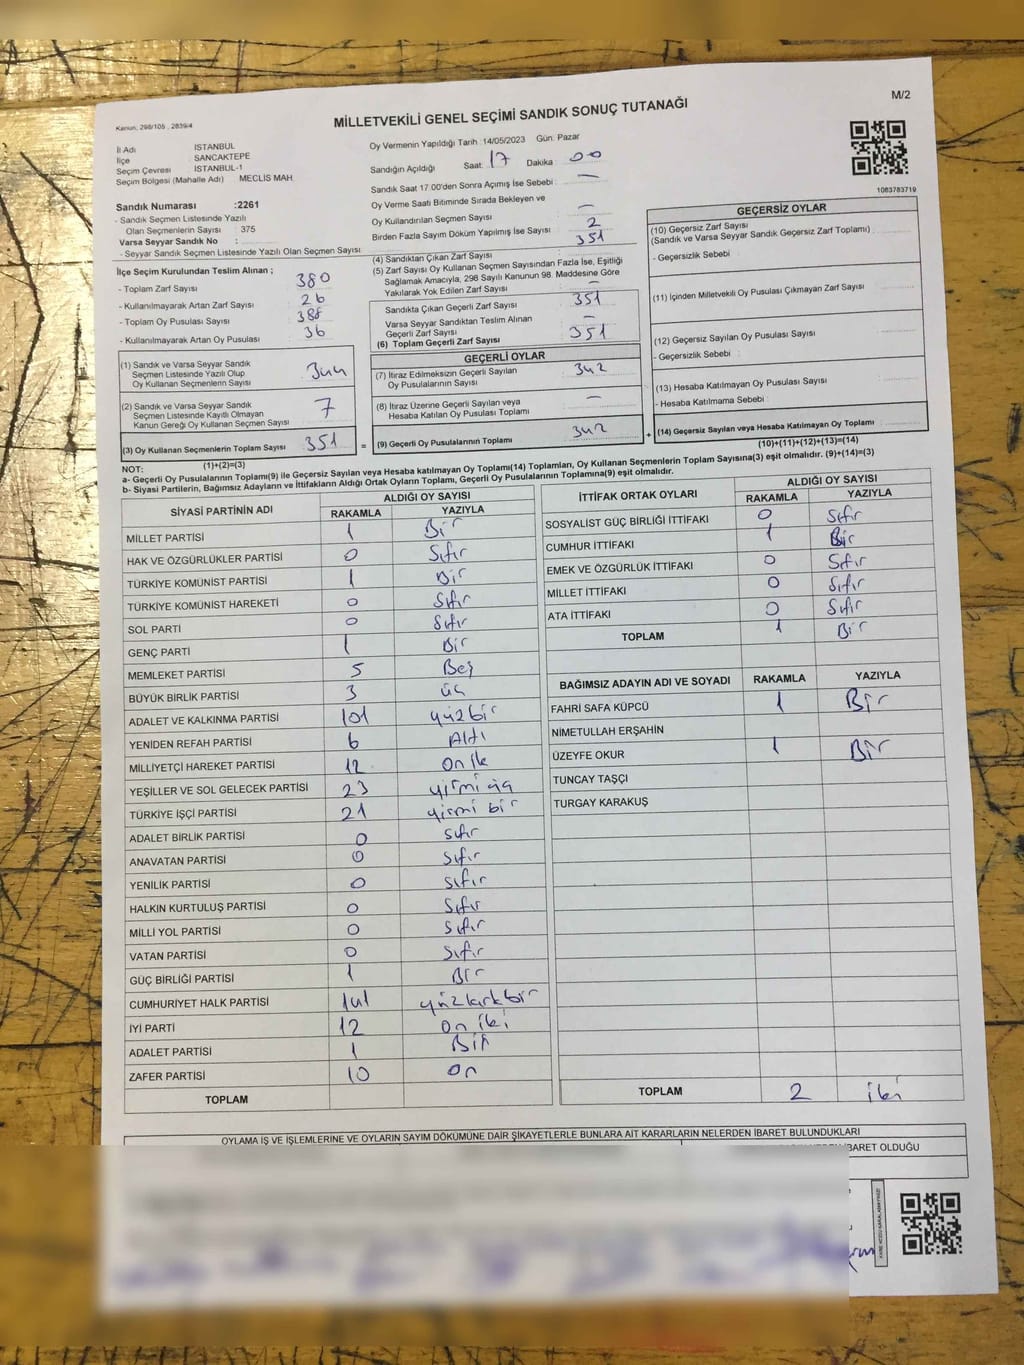 M/2
MİLLETVEKİLİ GENEL SEÇİMİ SANDIK SONUÇ TUTANAĞI
Kanun; 298/105 , 2839/4
İl Adı İSTANBUL
İlçe SANCAKTEPE
Seçim Çevresi İSTANBUL-1
Seçim Bölgesi (Mahalle Adı) MECLİS MAH.
Sandık Numarası :2261
- Sandık Seçmen Listesinde Yazılı
Olan Seçmenlerin Sayısı : 375
Varsa Seyyar Sandık No :
- Seyyar Sandık Seçmen Listesinde Yazılı Olan Seçmen Sayısı :
Oy Vermenin Yapıldığı Tarih :14/05/2023 Gün: Pazar
Sandığın Açıldığı Saat: 17 Dakika : 00
Sandık Saat 17:00'den Sonra Açımış İse Sebebi : —
Oy Verme Saati Bitiminde Sırada Bekleyen ve
Oy Kullandırılan Seçmen Sayısı : —
Birden Fazla Sayım Döküm Yapılmış İse Sayısı : 2
1083783719
İlçe Seçim Kurulundan Teslim Alınan ;
- Toplam Zarf Sayısı : 380
- Kullanılmayarak Artan Zarf Sayısı : 26
- Toplam Oy Pusulası Sayısı : 388
- Kullanılmayarak Artan Oy Pusulası : 36
(1) Sandık ve Varsa Seyyar Sandık
Seçmen Listesinde Yazılı Olup
Oy Kullanan Seçmenlerin Sayısı : 344
(2) Sandık ve Varsa Seyyar Sandık
Seçmen Listesinde Kayıtlı Olmayan
Kanun Gereği Oy Kullanan Seçmen Sayısı : 7
(3) Oy Kullanan Seçmenlerin Toplam Sayısı : 351
(1)+(2)=(3)
(4) Sandıktan Çıkan Zarf Sayısı : 351
(5) Zarf Sayısı Oy Kullanan Seçmen Sayısından Fazla İse, Eşitliği
Sağlamak Amacıyla, 298 Sayılı Kanunun 98. Maddesine Göre
Yakılarak Yok Edilen Zarf Sayısı : —
Sandıkta Çıkan Geçerli Zarf Sayısı : 351
Varsa Seyyar Sandıktan Teslim Alınan
Geçerli Zarf Sayısı : —
(6) Toplam Geçerli Zarf Sayısı : 351
GEÇERLİ OYLAR
(7) İtiraz Edilmeksizin Geçerli Sayılan
Oy Pusulalarının Sayısı : 342
(8) İtiraz Üzerine Geçerli Sayılan veya
Hesaba Katılan Oy Pusulası Toplamı : —
= (9) Geçerli Oy Pusulalarının Toplamı : 342
GEÇERSİZ OYLAR
(10) Geçersiz Zarf Sayısı
(Sandık ve Varsa Seyyar Sandık Geçersiz Zarf Toplamı) :
- Geçersizlik Sebebi :
(11) İçinden Milletvekili Oy Pusulası Çıkmayan Zarf Sayısı :
(12) Geçersiz Sayılan Oy Pusulası Sayısı :
- Geçersizlik Sebebi :
(13) Hesaba Katılmayan Oy Pusulası Sayısı :
- Hesaba Katılmama Sebebi :
+ (14) Geçersiz Sayılan veya Hesaba Katılmayan Oy Toplamı :
(10)+(11)+(12)+(13)=(14)
NOT:
a- Geçerli Oy Pusulalarının Toplamı(9) ile Geçersiz Sayılan veya Hesaba katılmayan Oy Toplamı(14) Toplamları, Oy Kullanan Seçmenlerin Toplam Sayısına(3) eşit olmalıdır. (9)+(14)=(3)
b- Siyasi Partilerin, Bağımsız Adayların ve İttifakların Aldığı Ortak Oyların Toplamı, Geçerli Oy Pusulalarının Toplamına(9) eşit olmalıdır.
SİYASİ PARTİNİN ADI ALDIĞI OY SAYISI
RAKAMLA YAZIYLA
MİLLET PARTİSİ 1 Bir
HAK VE ÖZGÜRLÜKLER PARTİSİ 0 Sıfır
TÜRKİYE KOMÜNİST PARTİSİ 1 Bir
TÜRKİYE KOMÜNİST HAREKETİ 0 Sıfır
SOL PARTİ 0 Sıfır
GENÇ PARTİ 1 Bir
MEMLEKET PARTİSİ 5 Beş
BÜYÜK BİRLİK PARTİSİ 3 üç
ADALET VE KALKINMA PARTİSİ 101 yüzbir
YENİDEN REFAH PARTİSİ 6 Altı
MİLLİYETÇİ HAREKET PARTİSİ 12 on ik
YEŞİLLER VE SOL GELECEK PARTİSİ 23 yirmi üç
TÜRKİYE İŞÇİ PARTİSİ 21 yirmi bir
ADALET BİRLİK PARTİSİ 0 sıfır
ANAVATAN PARTİSİ 0 Sıfır
YENİLİK PARTİSİ 0 sıfır
HALKIN KURTULUŞ PARTİSİ 0 Sıfır
MİLLİ YOL PARTİSİ 0 Sıfır
VATAN PARTİSİ 0 Sıfır
GÜÇ BİRLİĞİ PARTİSİ 1 Bir
CUMHURİYET HALK PARTİSİ 141 yüzkırkbir
İYİ PARTİ 12 on iki
ADALET PARTİSİ 1 Bir
ZAFER PARTİSİ 10 on
TOPLAM
İTTİFAK ORTAK OYLARI ALDIĞI OY SAYISI
RAKAMLA YAZIYLA
SOSYALİST GÜÇ BİRLİĞİ İTTİFAKI 0 Sıfır
CUMHUR İTTİFAKI 1 Bir
EMEK VE ÖZGÜRLÜK İTTİFAKI 0 Sıfır
MİLLET İTTİFAKI 0 Sıfır
ATA İTTİFAKI 0 Sıfır
TOPLAM 1 Bir
BAĞIMSIZ ADAYIN ADI VE SOYADI RAKAMLA YAZIYLA
FAHRİ SAFA KÜPCÜ 1 Bir
NİMETULLAH ERŞAHİN
ÜZEYFE OKUR 1 Bir
TUNCAY TAŞÇI
TURGAY KARAKUŞ
TOPLAM 2 iki
OYLAMA İŞ VE İŞLEMLERİNE VE OYLARIN SAYIM DÖKÜMÜNE DAİR ŞİKAYETLERLE BUNLARA AİT KARARLARIN NELERDEN İBARET BULUNDUKLARI
İBARET OLDUĞU